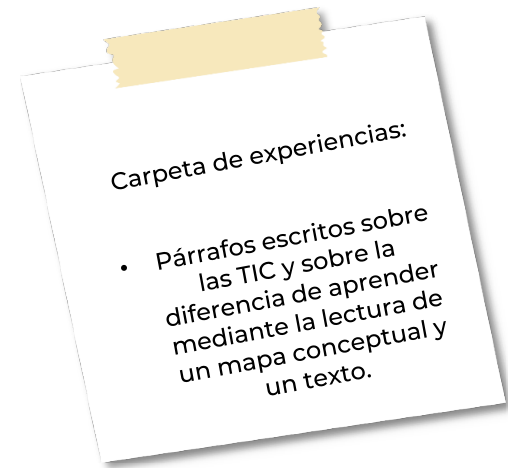 Carpeta de experiencias:
• Párrafos escritos sobre
las TIC y sobre la
diferencia de aprender
mediante la lectura de
un mapa conceptual y
un texto.